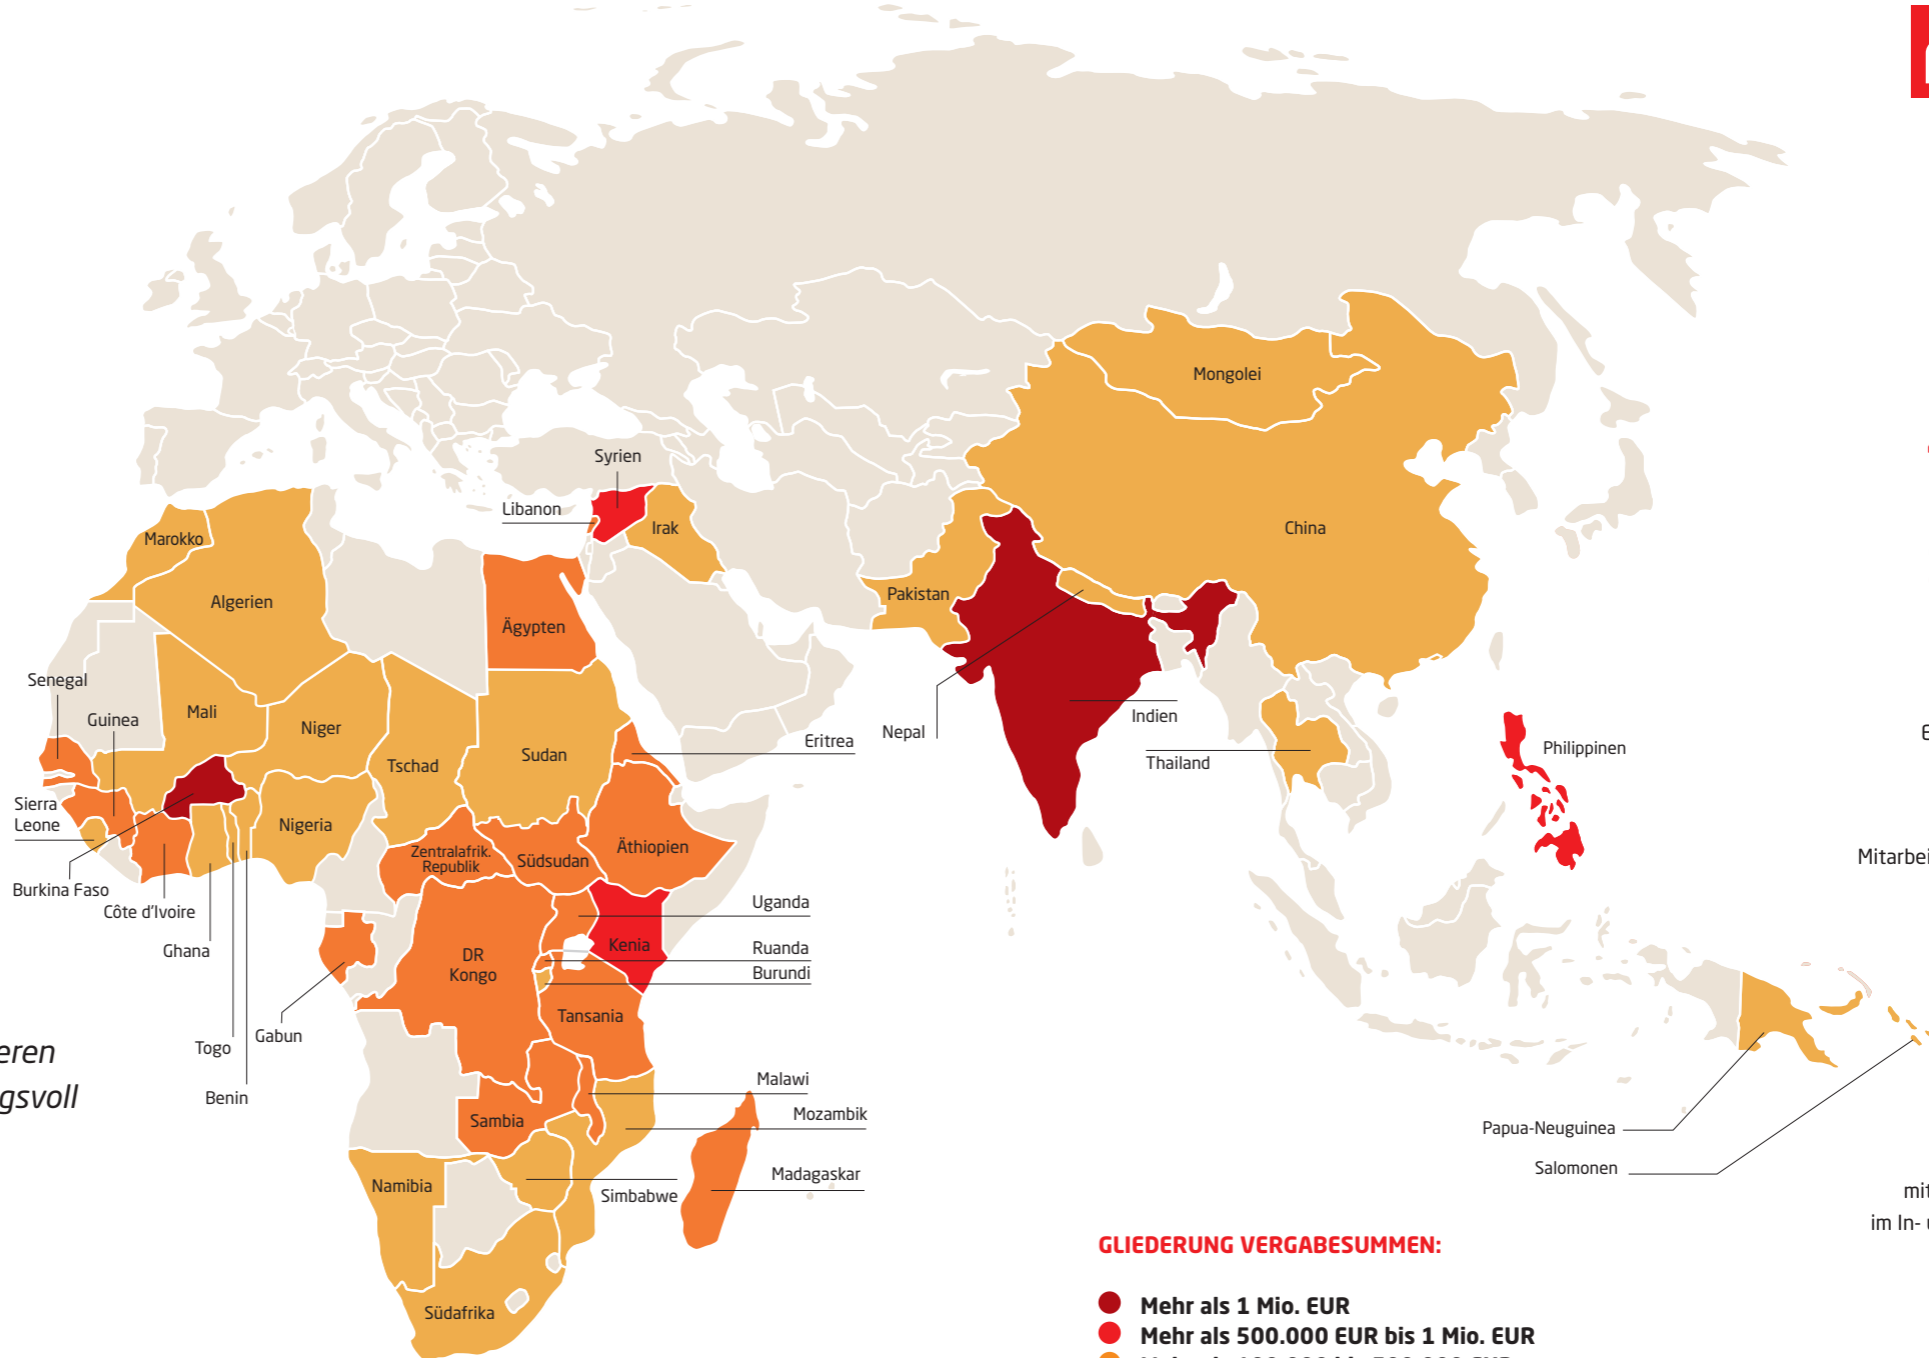 Syrien
Libanon
Irak
Marokko
Algerien
Ägypten
Mongolei
China
Pakistan
Nepal
Indien
Thailand
Philippinen
Senegal
Guinea
Mali
Niger
Tschad
Sudan
Eritrea
Sierra
Leone
Nigeria
Burkina Faso
Côte d'Ivoire
Ghana
Zentralafrik.
Republik
Südsudan
Äthiopien
Uganda
Kenia
Ruanda
Burundi
DR
Kongo
Tansania
Gabun
Togo
Benin
Malawi
Mozambik
Sambia
Madagaskar
Simbabwe
Namibia
Südafrika
Papua-Neuguinea
Salomonen
eren
gsvoll
Mitarbei
mit
im In-
GLIEDERUNG VERGABESUMMEN:
Mehr als 1 Mio. EUR
Mehr als 500.000 EUR bis 1 Mio. EUR